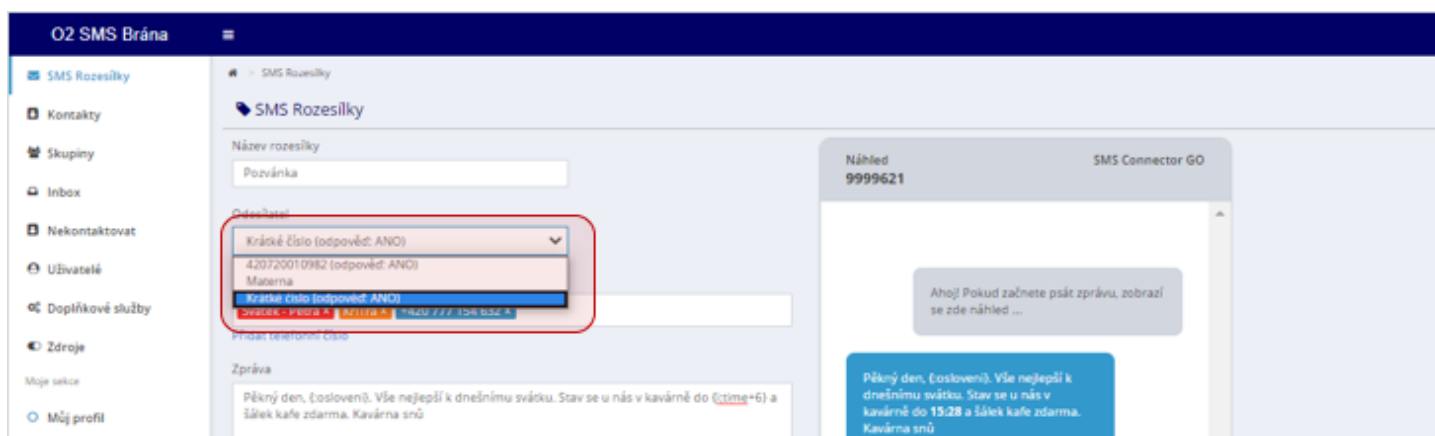 O2 SMS Brána
SMS Rozesílky
Kontakty
Skupiny
Inbox
Nekontaktovat
Uživatelé
Doplňkové služby
Zdroje
Moje sekce
Můj profil
> SMS Rozesílky
SMS Rozesílky
Název rozesílky
Pozvánka
Odesílatel
Krátké číslo (odpověď: ANO)
420720010982 (odpověď: ANO)
Materna
Krátké číslo (odpověď: ANO)
Svátek - Petra × +420 777 154 632 ×
Přidat telefonní číslo
Zpráva
Pěkný den, {:osloveni}. Vše nejlepší k dnešnímu svátku. Stav se u nás v kavárně do {:time+6} a
šálek kafe zdarma. Kavárna snů
Náhled SMS Connector GO
9999621
Ahoj! Pokud začnete psát zprávu, zobrazí
se zde náhled ...
Pěkný den, {:osloveni}. Vše nejlepší k
dnešnímu svátku. Stav se u nás v
kavárně do 15:28 a šálek kafe zdarma.
Kavárna snů